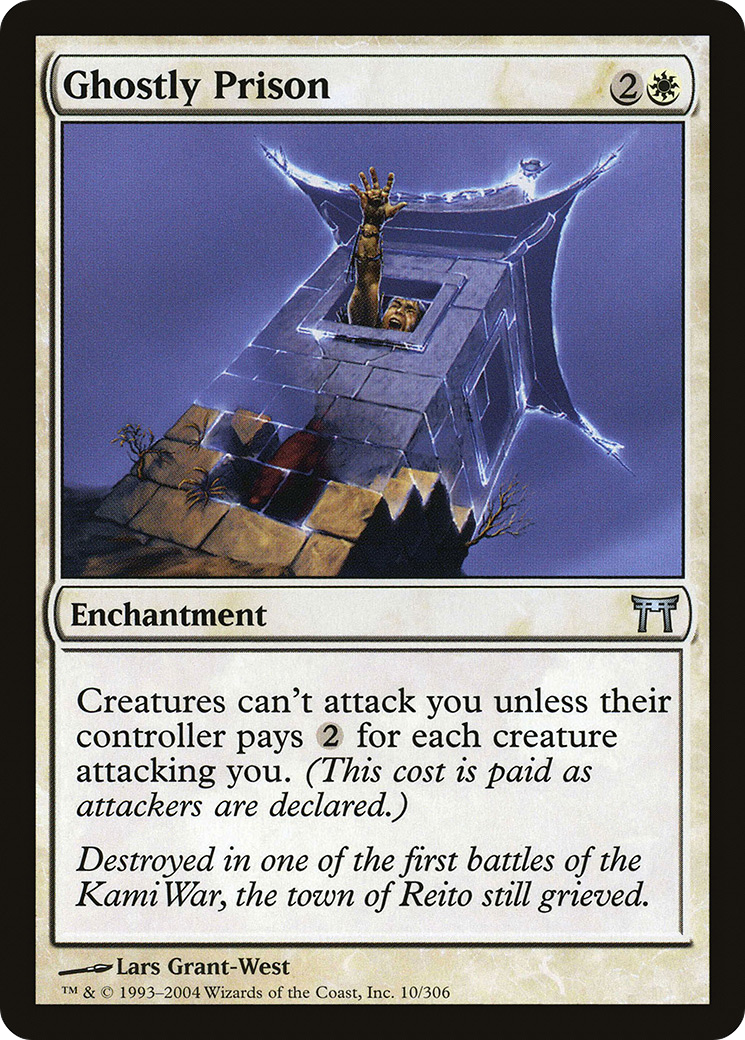 Ghostly Prison 2
Enchantment
Creatures can't attack you unless their
controller pays 2 for each creature
attacking you. (This cost is paid as
attackers are declared.)
Destroyed in one of the first battles of the
Kami War, the town of Reito still grieved.
Lars Grant-West
™ & © 1993–2004 Wizards of the Coast, Inc. 10/306